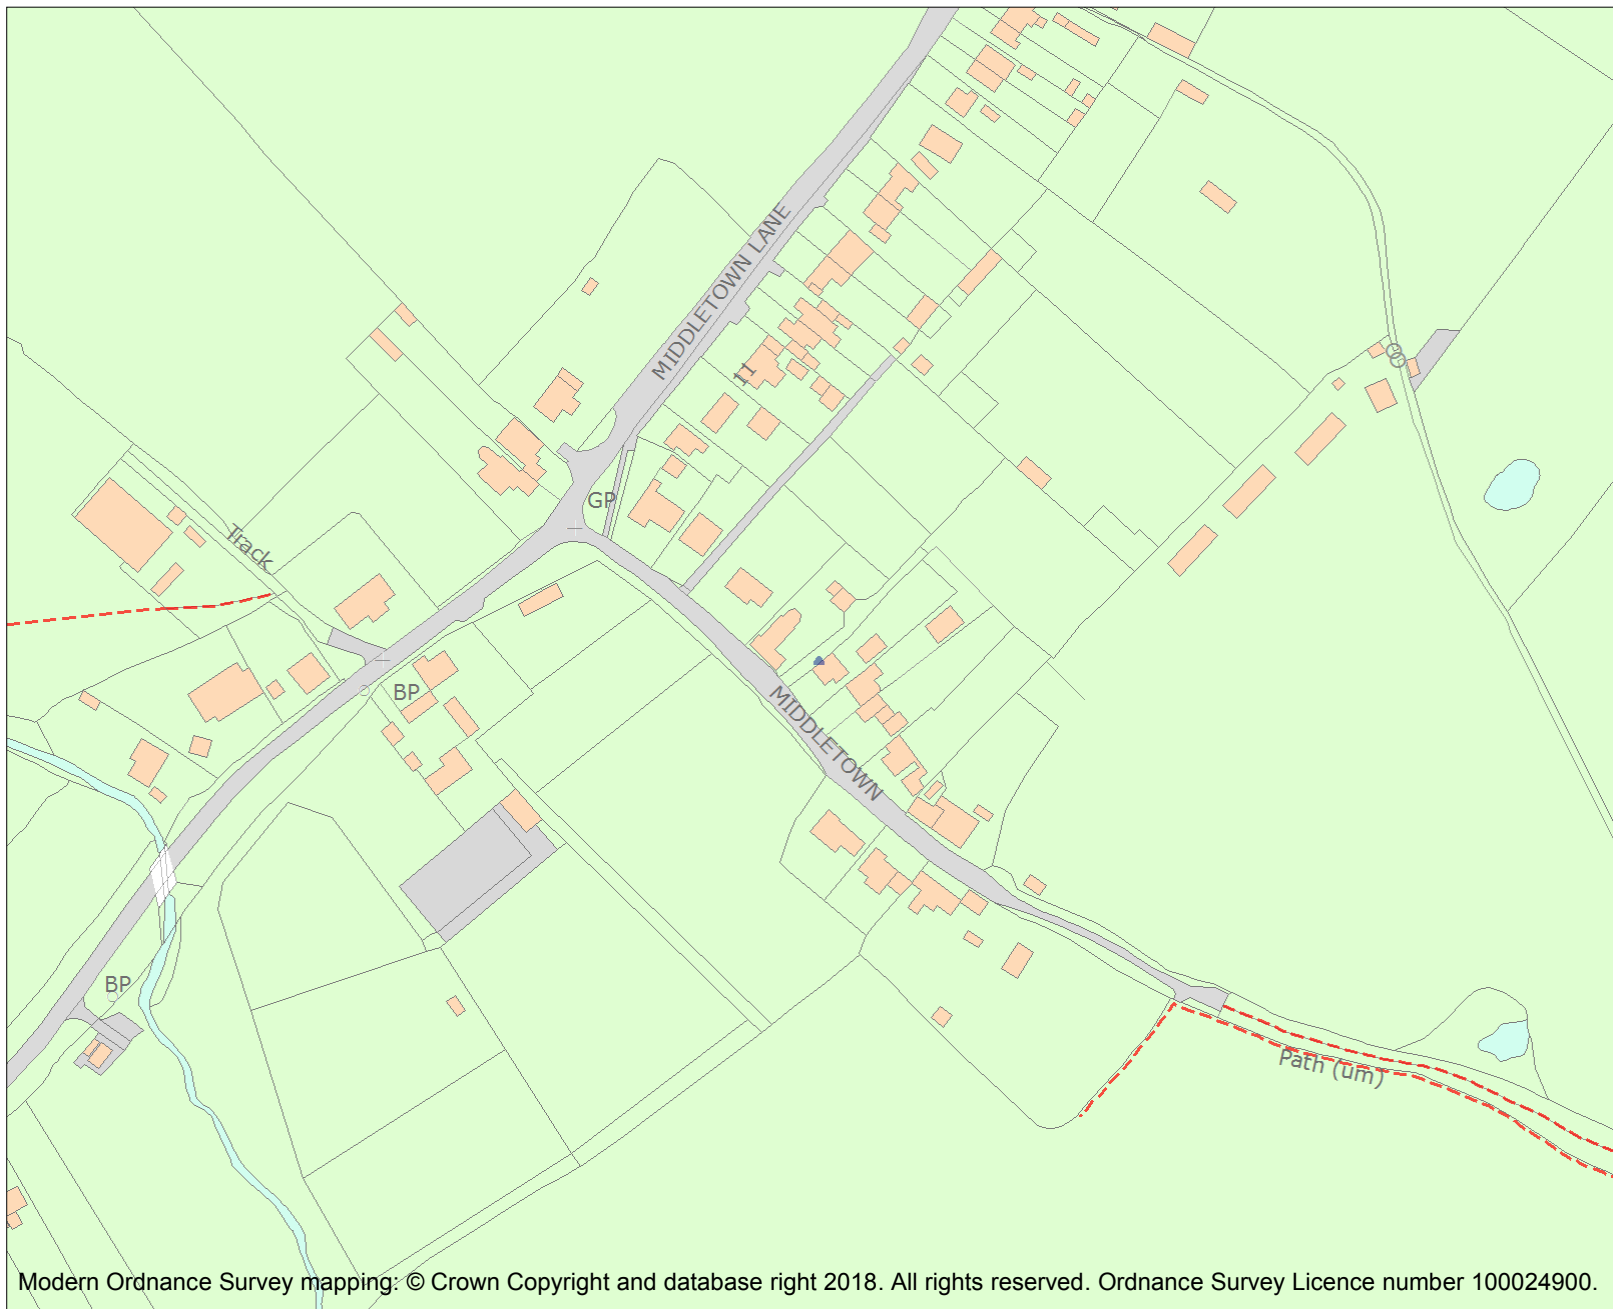 MIDDLETOWN LANE
11
GP
Track
BP
MIDDLETOWN
BP
Path (um)
Modern Ordnance Survey mapping: © Crown Copyright and database right 2018. All rights reserved. Ordnance Survey Licence number 100024900.